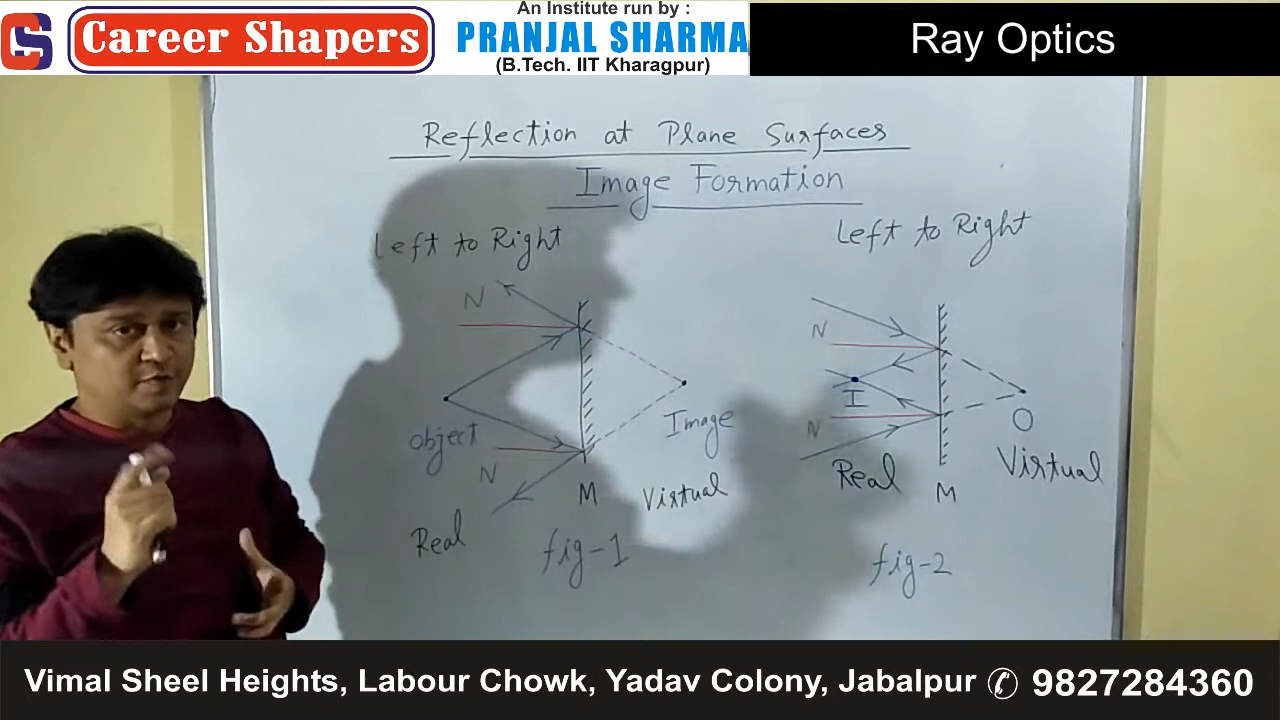 CS Career Shapers
An Institute run by :
PRANJAL SHARMA
(B.Tech. IIT Kharagpur)
Ray Optics
Reflection at Plane Surfaces
Image Formation
Left to Right
N
Object
N
Real
M
Image
Virtual
fig-1
Left to Right
N
I
N
Real
M
O
Virtual
fig-2
Vimal Sheel Heights, Labour Chowk, Yadav Colony, Jabalpur ✆ 9827284360